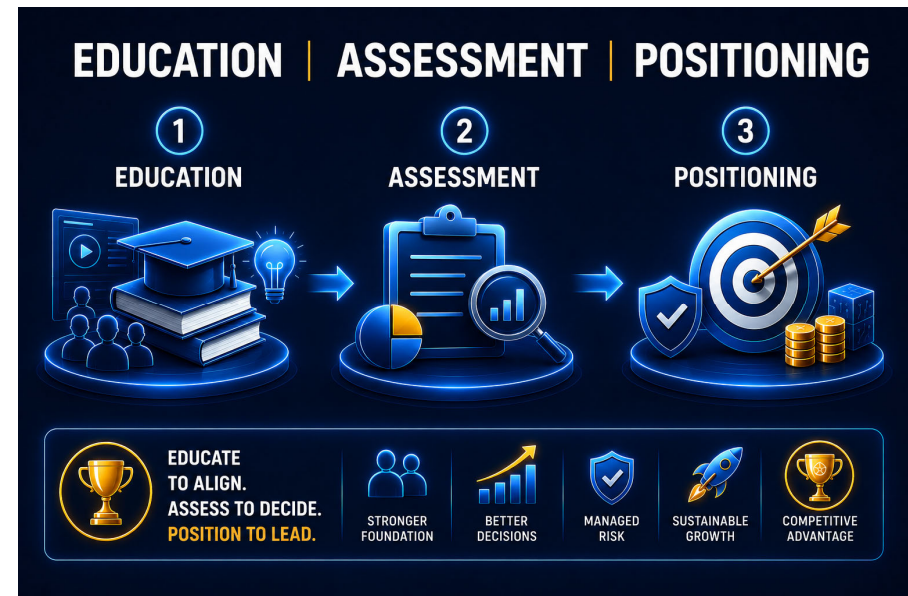 EDUCATION | ASSESSMENT | POSITIONING
1
EDUCATION
2
ASSESSMENT
3
POSITIONING
EDUCATE
TO ALIGN.
ASSESS TO DECIDE.
POSITION TO LEAD.
STRONGER
FOUNDATION
BETTER
DECISIONS
MANAGED
RISK
SUSTAINABLE
GROWTH
COMPETITIVE
ADVANTAGE